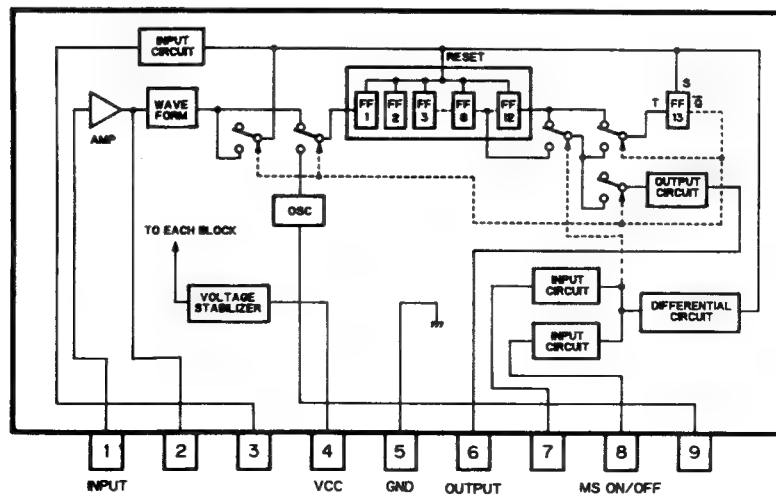 INPUT
CIRCUIT
RESET
S
WAVE
FORM
FF
1
FF
2
FF
3
FF
8
FF
12
T
FF
13
Q̅
AMP
OSC
OUTPUT
CIRCUIT
TO EACH BLOCK
VOLTAGE
STABILIZER
INPUT
CIRCUIT
DIFFERENTIAL
CIRCUIT
INPUT
CIRCUIT
1 2 3 4 5 6 7 8 9
INPUT VCC GND OUTPUT MS ON/OFF